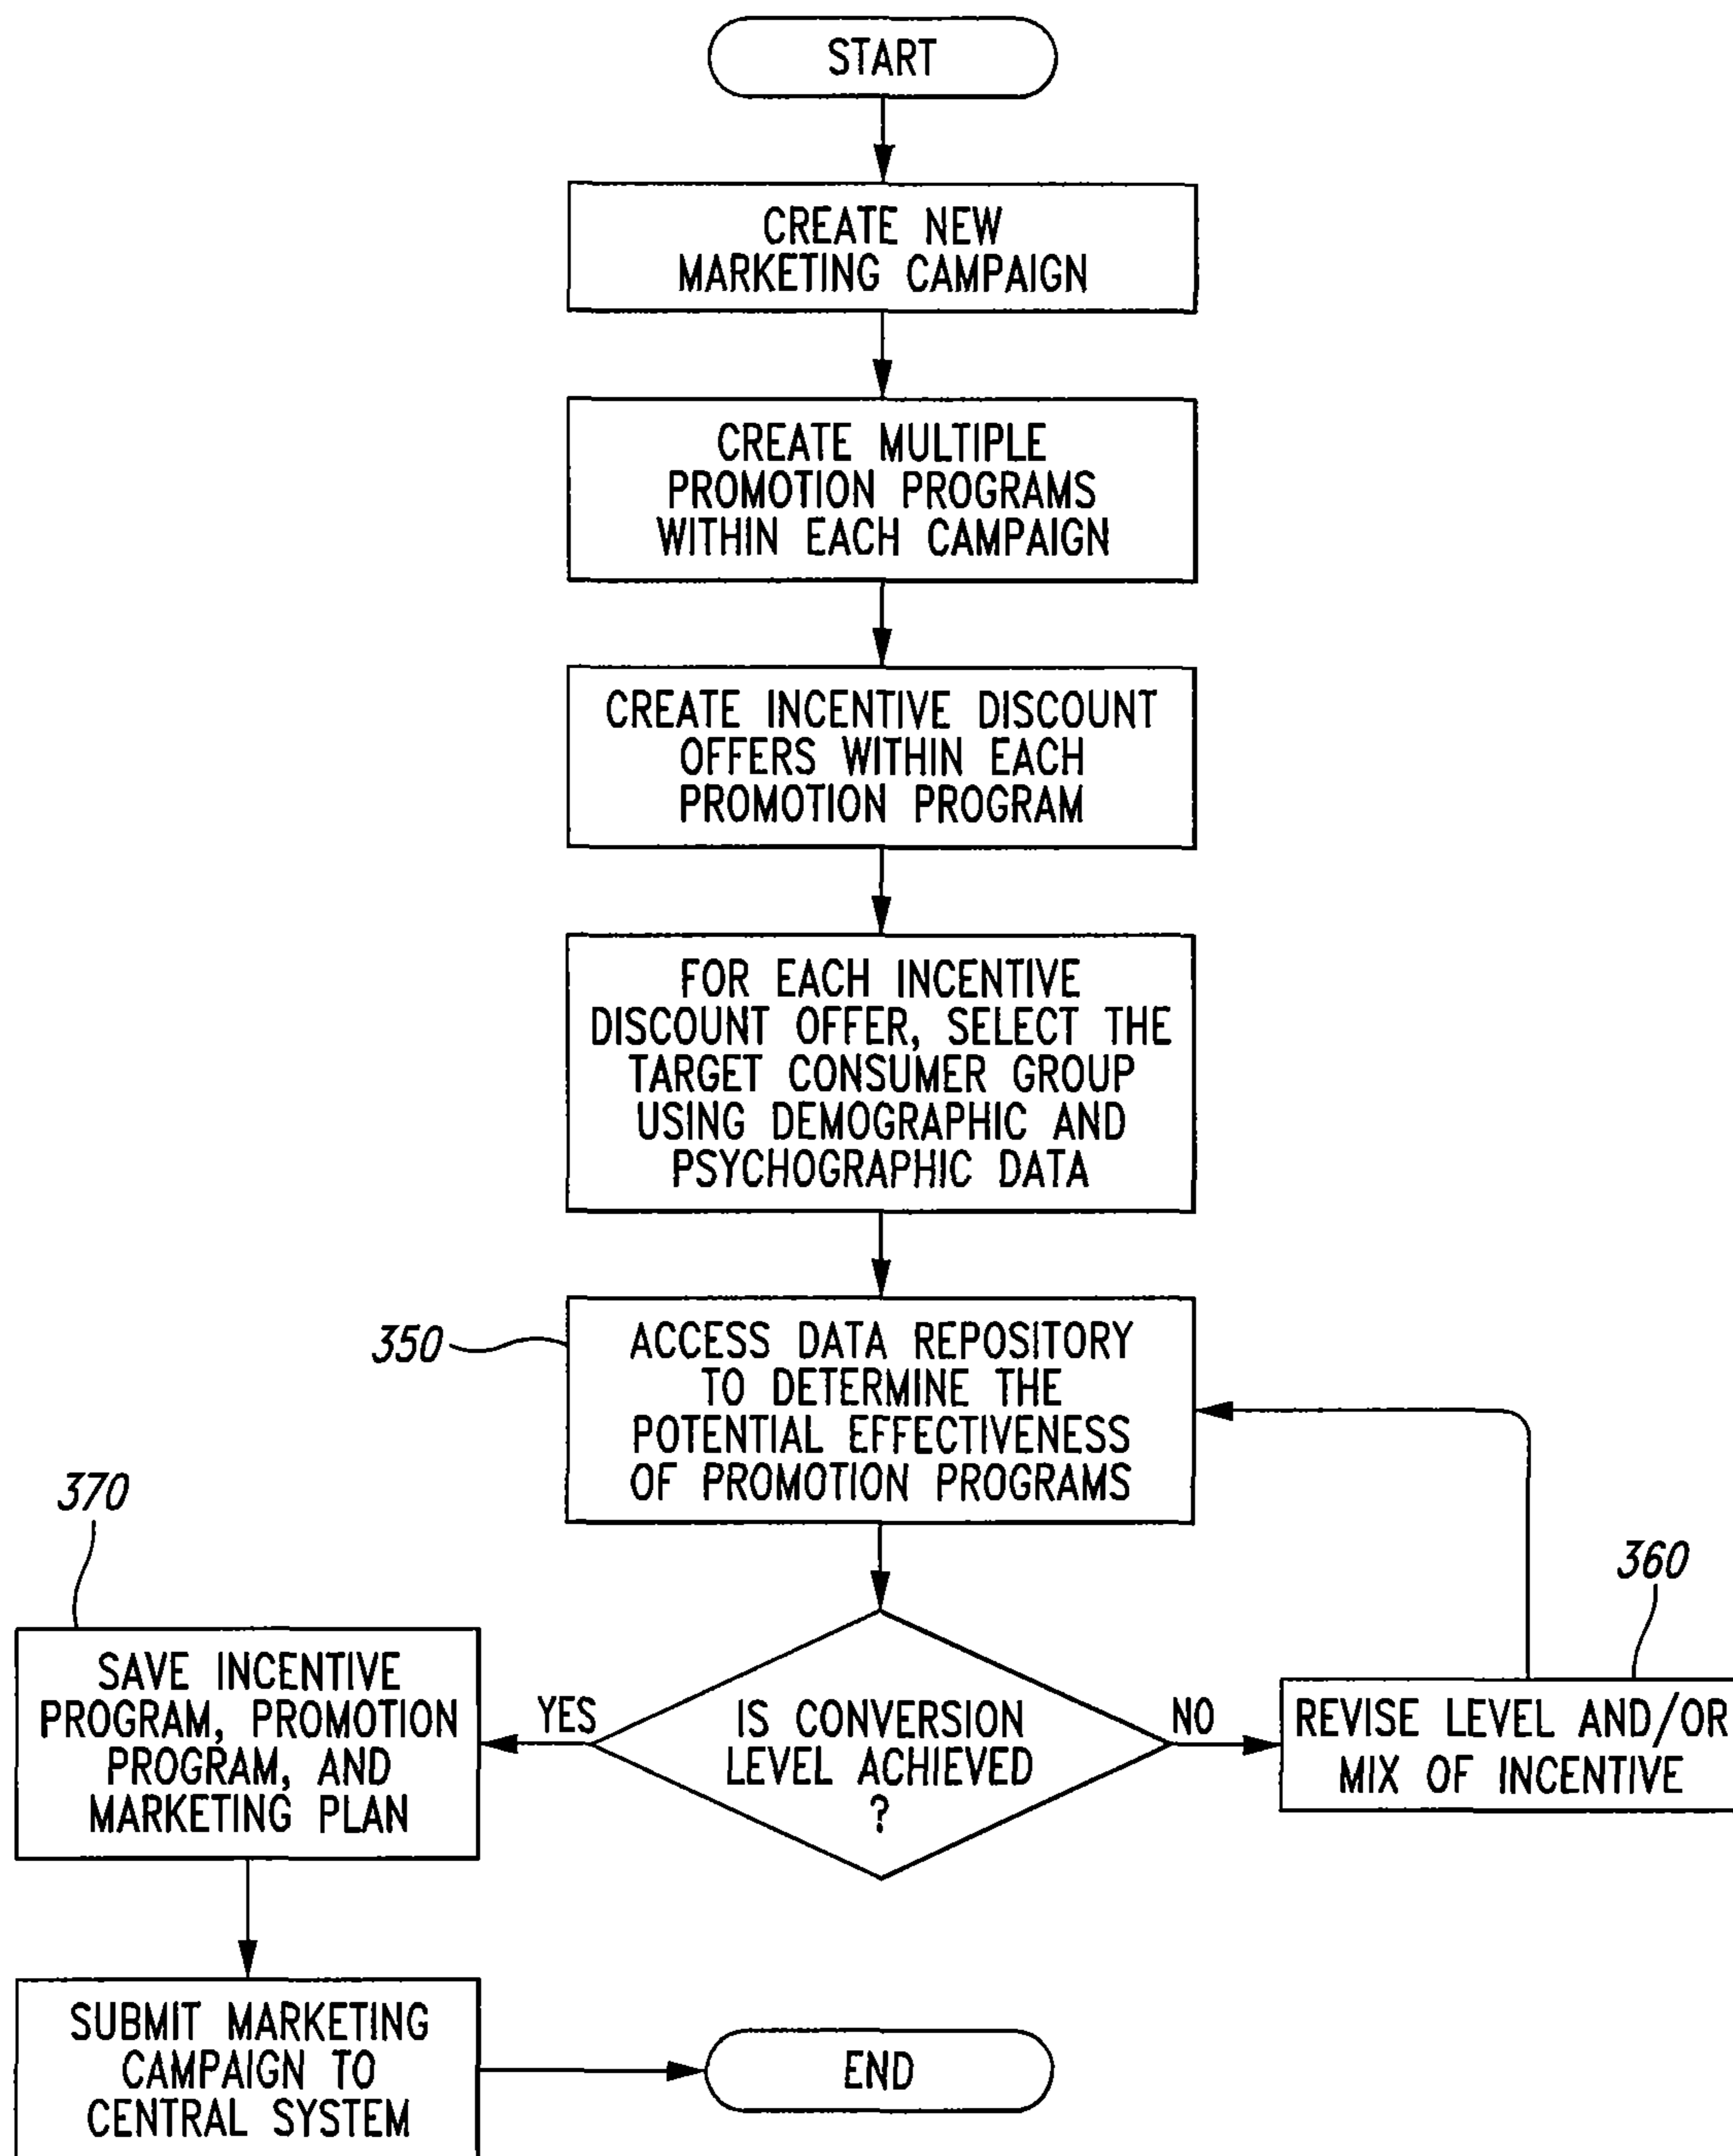 START
CREATE NEW
MARKETING CAMPAIGN
CREATE MULTIPLE
PROMOTION PROGRAMS
WITHIN EACH CAMPAIGN
CREATE INCENTIVE DISCOUNT
OFFERS WITHIN EACH
PROMOTION PROGRAM
FOR EACH INCENTIVE
DISCOUNT OFFER, SELECT THE
TARGET CONSUMER GROUP
USING DEMOGRAPHIC AND
PSYCHOGRAPHIC DATA
350
ACCESS DATA REPOSITORY
TO DETERMINE THE
POTENTIAL EFFECTIVENESS
OF PROMOTION PROGRAMS
370
SAVE INCENTIVE
PROGRAM, PROMOTION
PROGRAM, AND
MARKETING PLAN
YES
IS CONVERSION
LEVEL ACHIEVED
?
NO
360
REVISE LEVEL AND/OR
MIX OF INCENTIVE
SUBMIT MARKETING
CAMPAIGN TO
CENTRAL SYSTEM
END